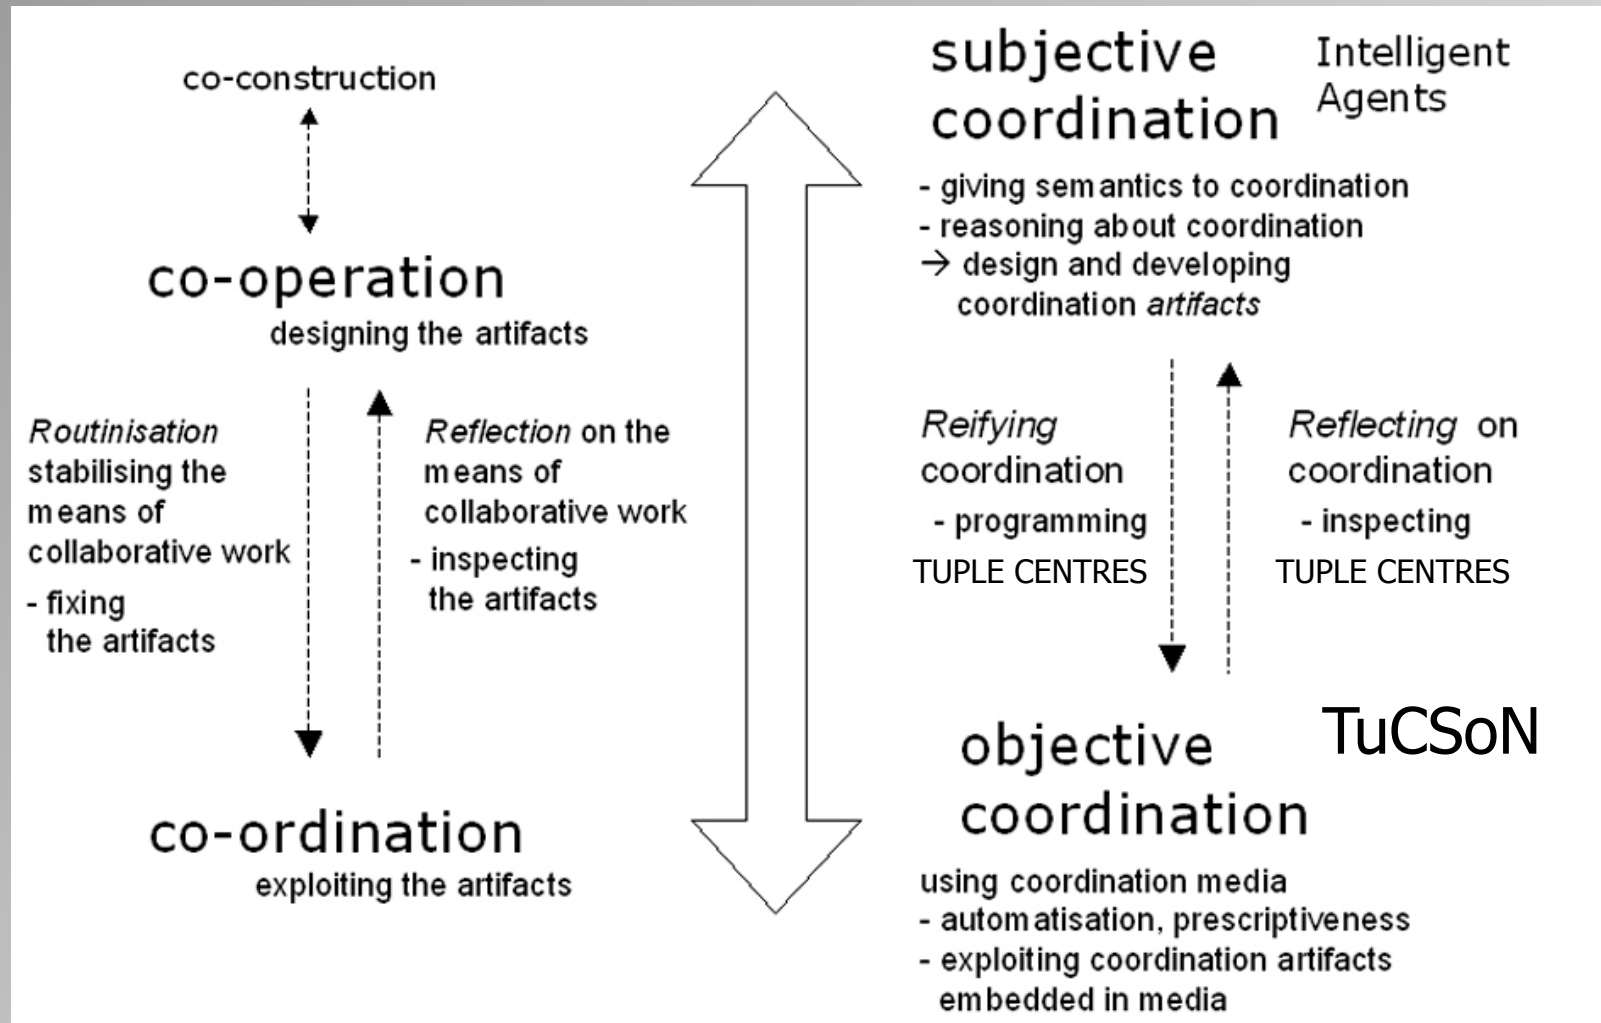 co-construction
co-operation
designing the artifacts
Routinisation
stabilising the
means of
collaborative work
- fixing
the artifacts
Reflection on the
means of
collaborative work
- inspecting
the artifacts
co-ordination
exploiting the artifacts
subjective
coordination
Intelligent
Agents
- giving semantics to coordination
- reasoning about coordination
→ design and developing
coordination artifacts
Reifying
coordination
- programming
TUPLE CENTRES
Reflecting on
coordination
- inspecting
TUPLE CENTRES
objective
coordination
TuCSoN
using coordination media
- automatisation, prescriptiveness
- exploiting coordination artifacts
embedded in media